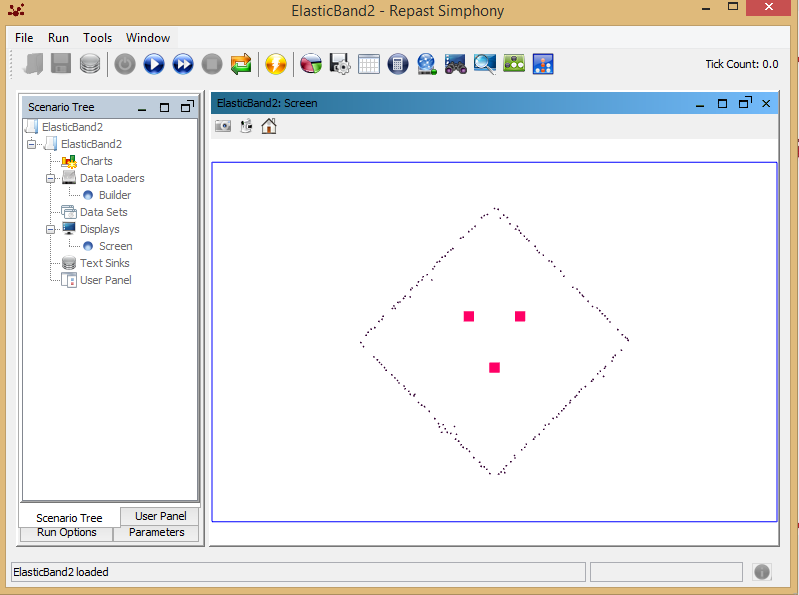 ElasticBand2 - Repast Simphony
File Run Tools Window
Tick Count: 0.0
Scenario Tree
ElasticBand2
ElasticBand2
Charts
Data Loaders
Builder
Data Sets
Displays
Screen
Text Sinks
User Panel
Scenario Tree
User Panel
Run Options
Parameters
ElasticBand2: Screen
ElasticBand2 loaded